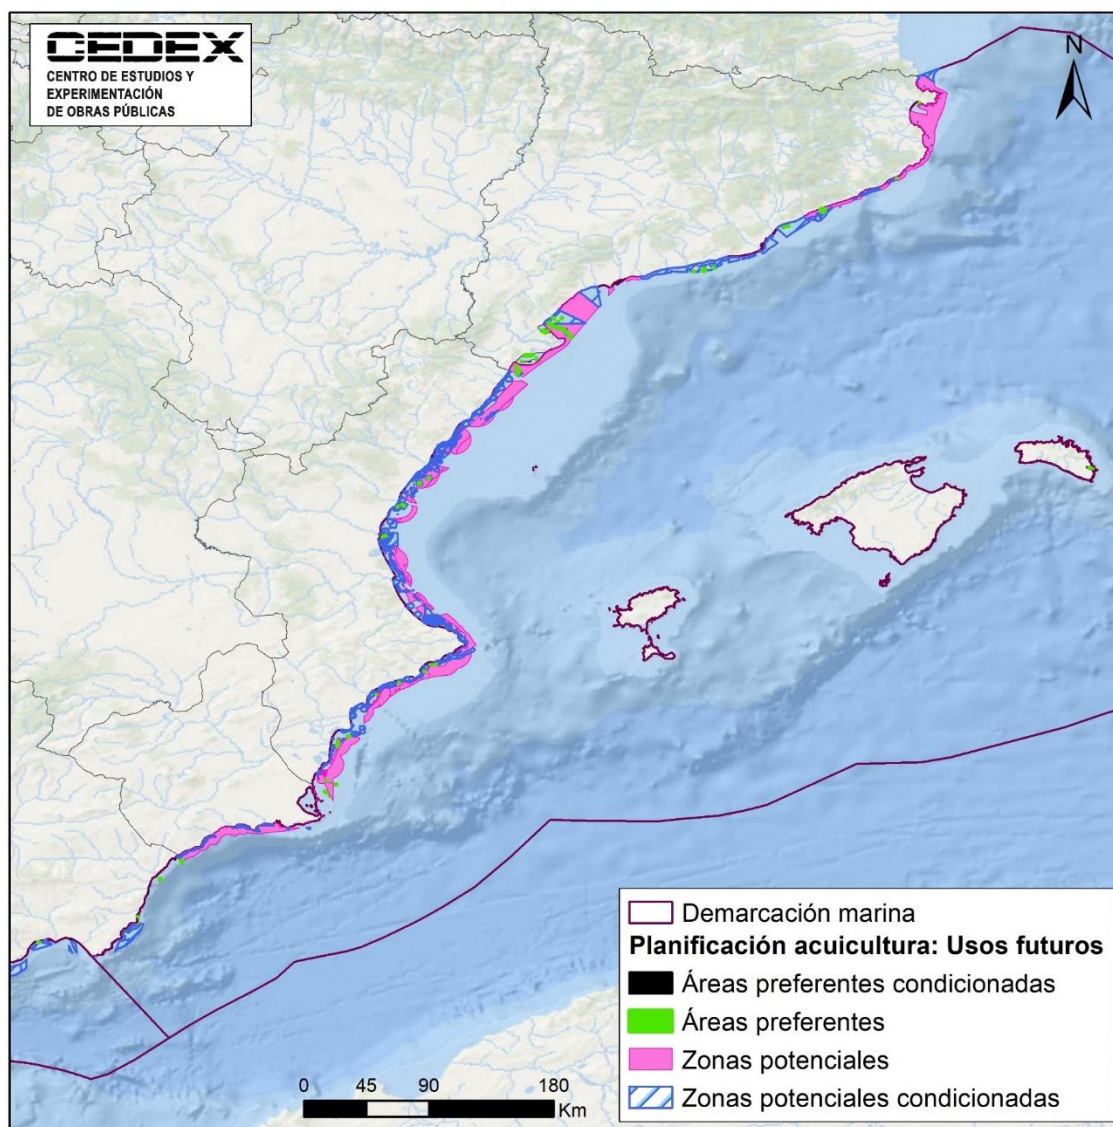 CEDEX
CENTRO DE ESTUDIOS Y
EXPERIMENTACIÓN
DE OBRAS PÚBLICAS
N
Demarcación marina
Planificación acuicultura: Usos futuros
Áreas preferentes condicionadas
Áreas preferentes
Zonas potenciales
Zonas potenciales condicionadas
0 45 90 180
Km